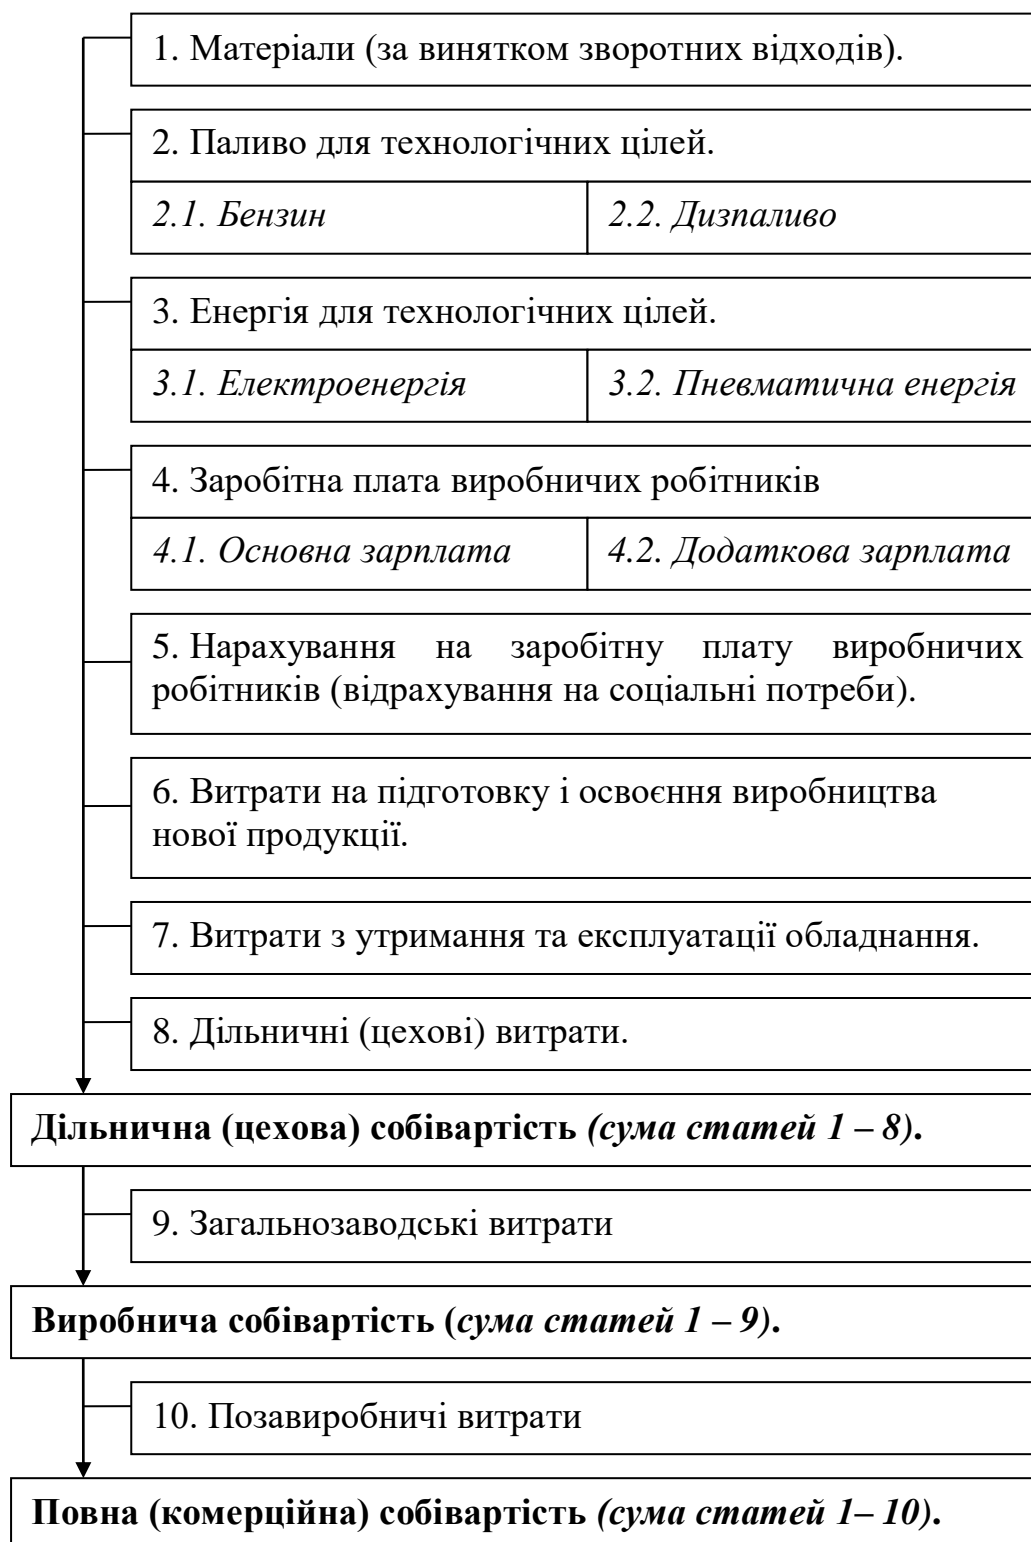 1. Матеріали (за винятком зворотних відходів).
2. Паливо для технологічних цілей.
2.1. Бензин
2.2. Дизпаливо
3. Енергія для технологічних цілей.
3.1. Електроенергія
3.2. Пневматична енергія
4. Заробітна плата виробничих робітників
4.1. Основна зарплата
4.2. Додаткова зарплата
5. Нарахування на заробітну плату виробничих
робітників (відрахування на соціальні потреби).
6. Витрати на підготовку і освоєння виробництва
нової продукції.
7. Витрати з утримання та експлуатації обладнання.
8. Дільничні (цехові) витрати.
Дільнична (цехова) собівартість (сума статей 1 – 8).
9. Загальнозаводські витрати
Виробнича собівартість (сума статей 1 – 9).
10. Позавиробничі витрати
Повна (комерційна) собівартість (сума статей 1– 10).